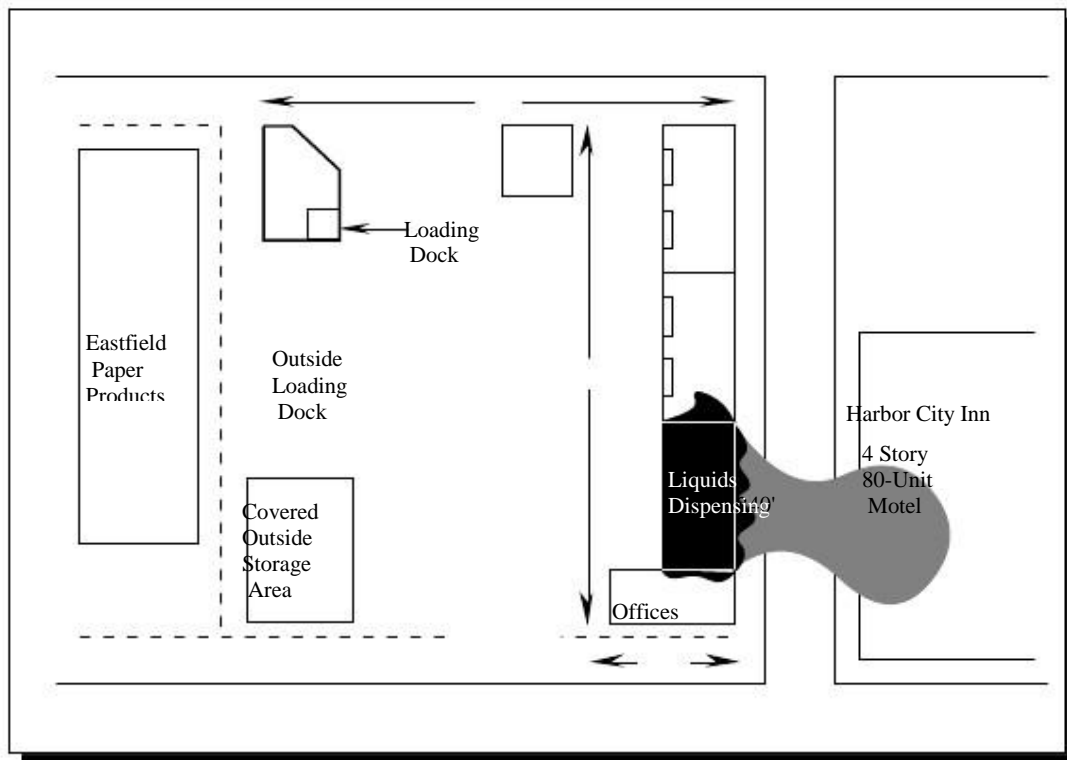 Loading
Dock
Eastfield
Paper
Products
Outside
Loading
Dock
Harbor City Inn
4 Story
80-Unit
Motel
Liquids
Dispensing
Covered
Outside
Storage
Area
Offices